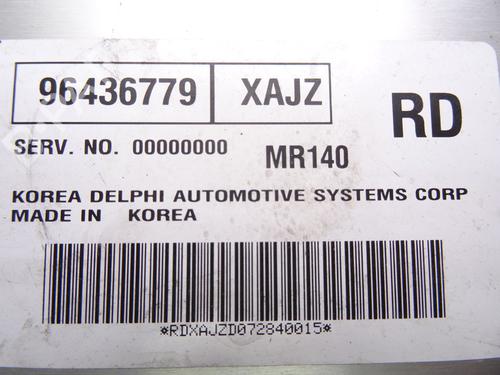 96436779 XAJZ RD
SERV. NO. 00000000 MR140
KOREA DELPHI AUTOMOTIVE SYSTEMS CORP
MADE IN KOREA
*RDXAJZD072840015*